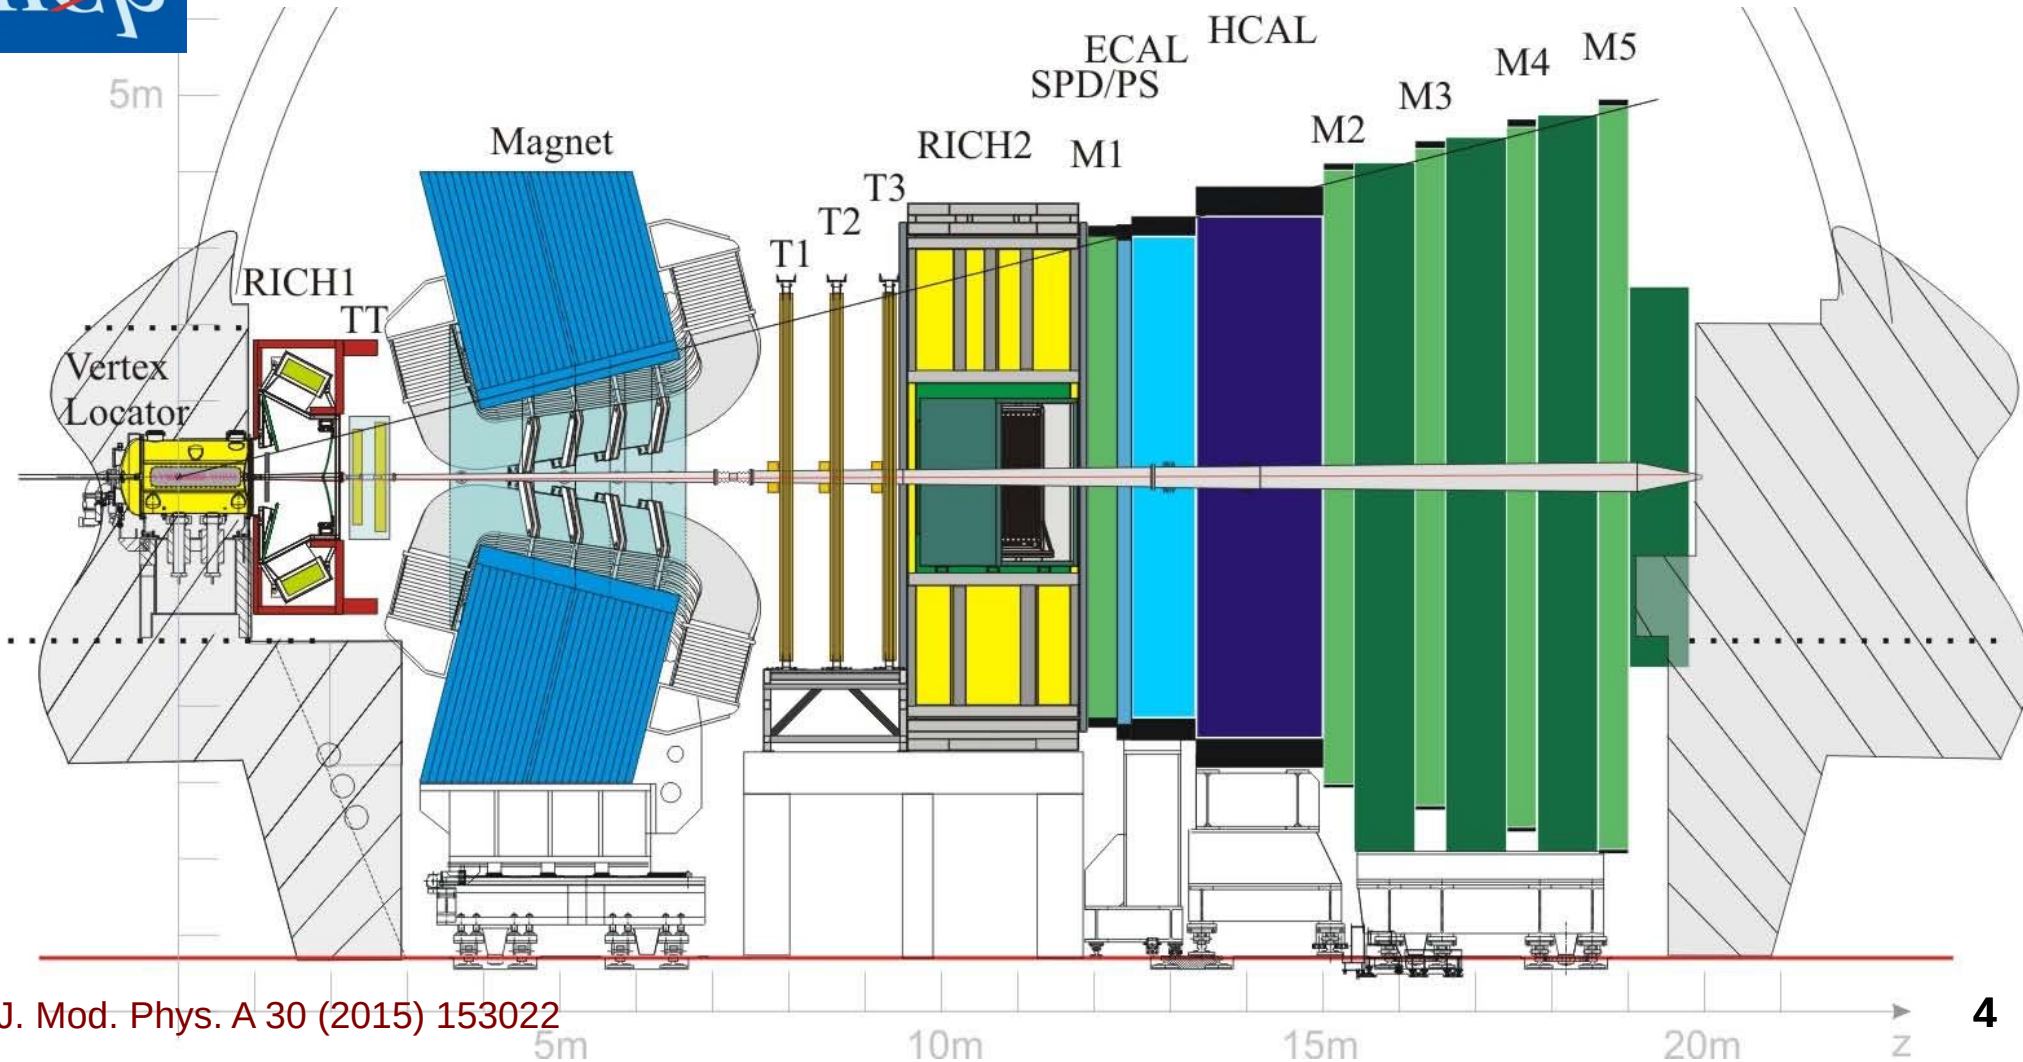 HCAL
ECAL
SPD/PS
M5
M4
M3
M2
M1
5m
Magnet
RICH2
T3
T2
T1
RICH1
TT
Vertex
Locator
J. Mod. Phys. A 30 (2015) 153022
4
5m
10m
15m
20m
z